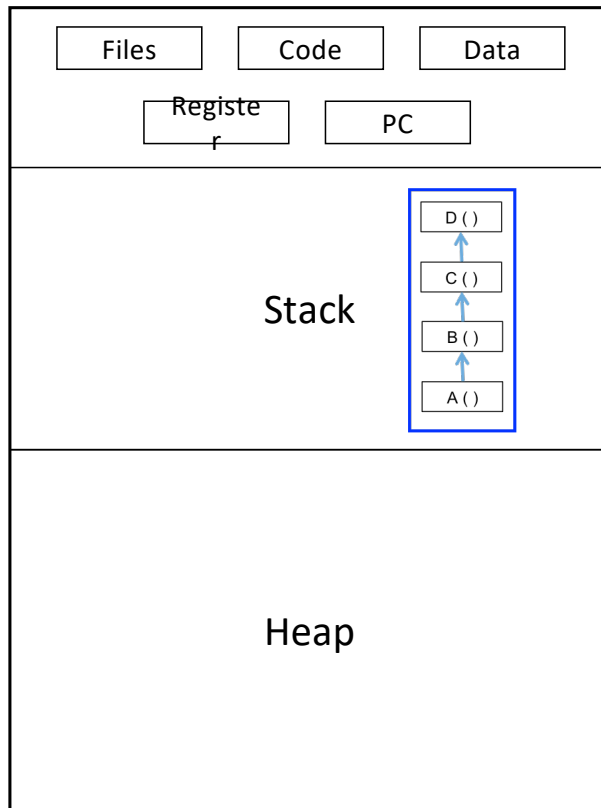 Files Code Data
Registe
r
PC
D ( )
C ( )
Stack
B ( )
A ( )
Heap